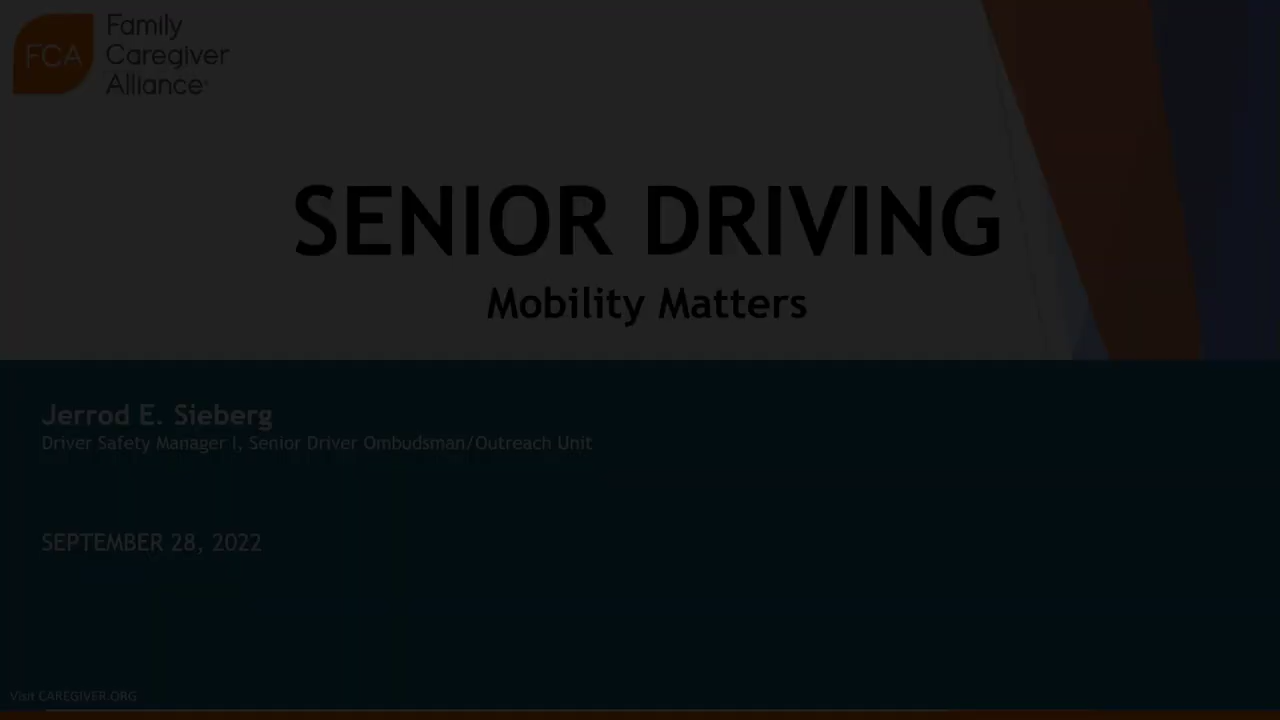 FCA
Family
Caregiver
Alliance
SENIOR DRIVING
Mobility Matters
Jerrod E. Sieberg
Driver Safety Manager I, Senior Driver Ombudsman/Outreach Unit
SEPTEMBER 28, 2022
Visit CAREGIVER.ORG